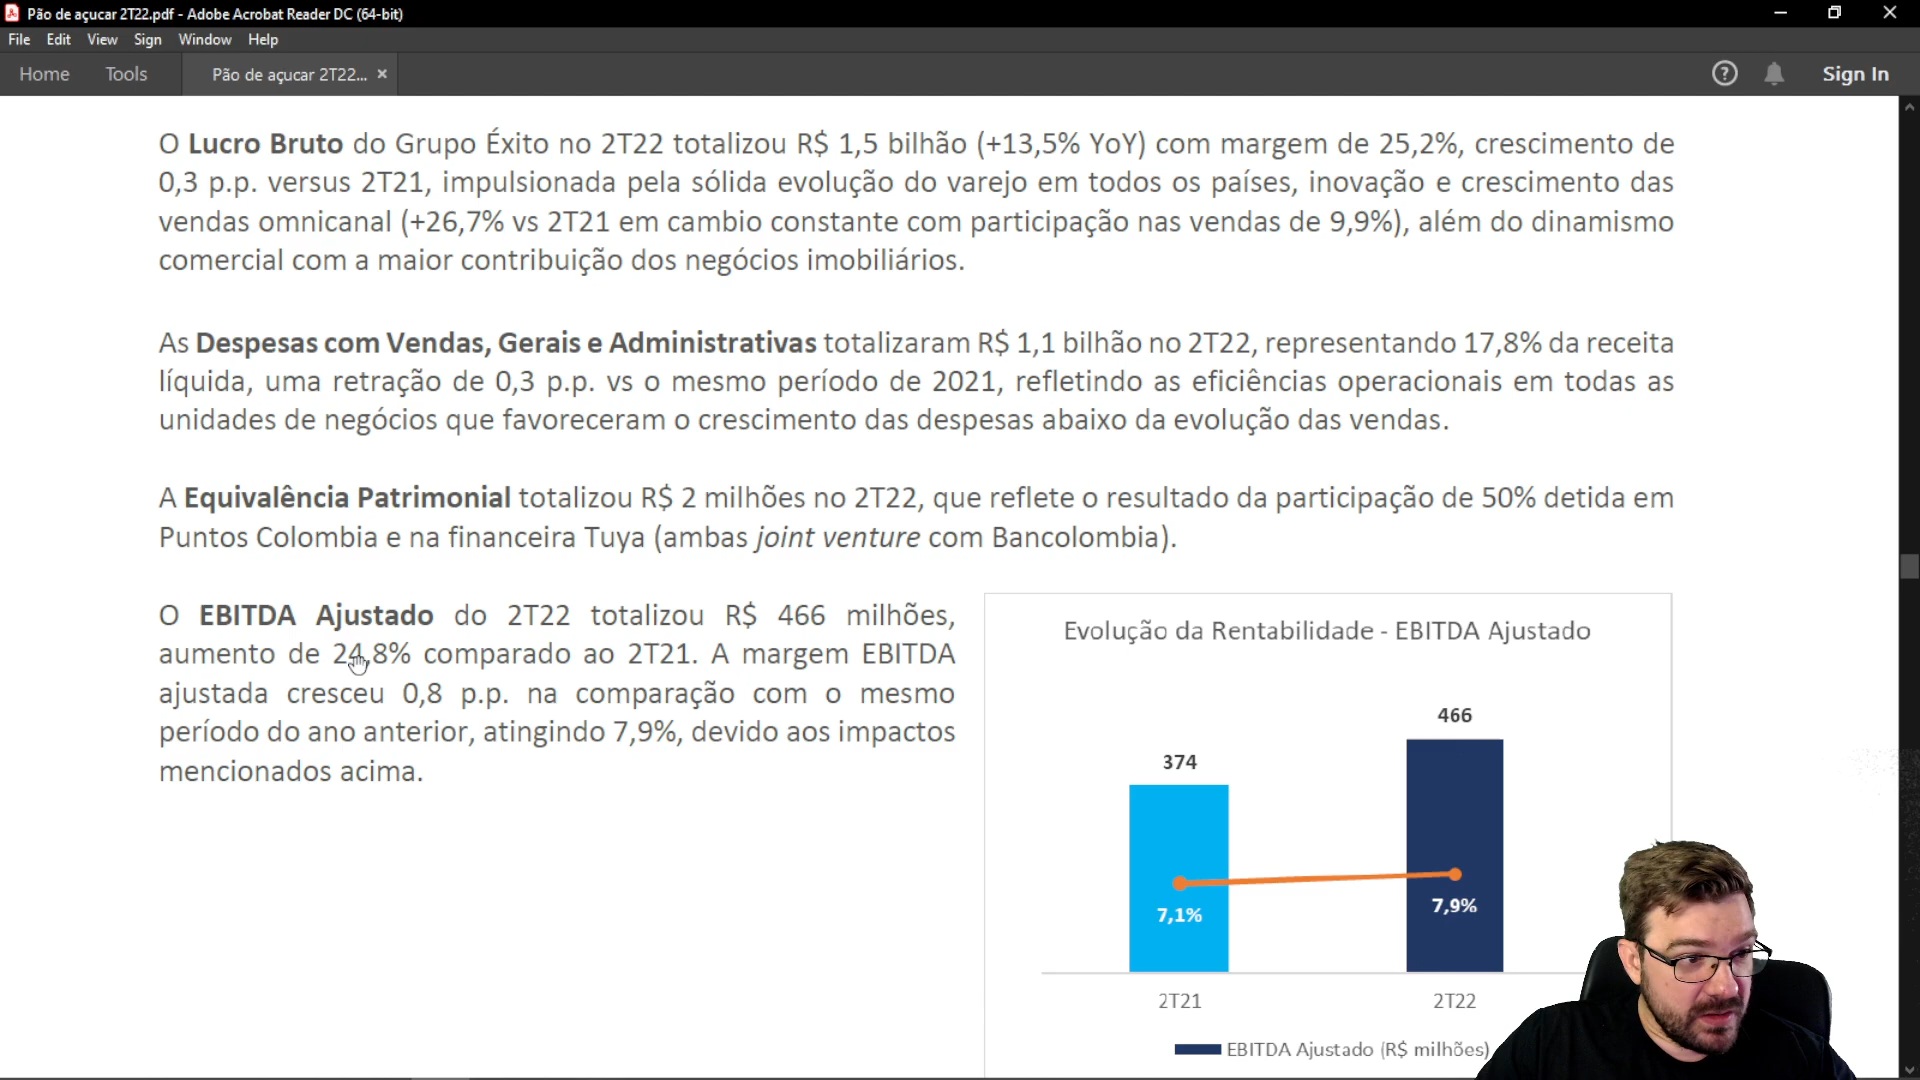 Pão de açucar 2T22.pdf - Adobe Acrobat Reader DC (64-bit)
File Edit View Sign Window Help
Home Tools Pão de açucar 2T22... × ? Sign In
O Lucro Bruto do Grupo Éxito no 2T22 totalizou R$ 1,5 bilhão (+13,5% YoY) com margem de 25,2%, crescimento de
0,3 p.p. versus 2T21, impulsionada pela sólida evolução do varejo em todos os países, inovação e crescimento das
vendas omnicanal (+26,7% vs 2T21 em cambio constante com participação nas vendas de 9,9%), além do dinamismo
comercial com a maior contribuição dos negócios imobiliários.
As Despesas com Vendas, Gerais e Administrativas totalizaram R$ 1,1 bilhão no 2T22, representando 17,8% da receita
líquida, uma retração de 0,3 p.p. vs o mesmo período de 2021, refletindo as eficiências operacionais em todas as
unidades de negócios que favoreceram o crescimento das despesas abaixo da evolução das vendas.
A Equivalência Patrimonial totalizou R$ 2 milhões no 2T22, que reflete o resultado da participação de 50% detida em
Puntos Colombia e na financeira Tuya (ambas joint venture com Bancolombia).
O EBITDA Ajustado do 2T22 totalizou R$ 466 milhões,
aumento de 24,8% comparado ao 2T21. A margem EBITDA
ajustada cresceu 0,8 p.p. na comparação com o mesmo
período do ano anterior, atingindo 7,9%, devido aos impactos
mencionados acima.
Evolução da Rentabilidade - EBITDA Ajustado
466
374
7,9%
7,1%
2T21 2T22
EBITDA Ajustado (R$ milhões)